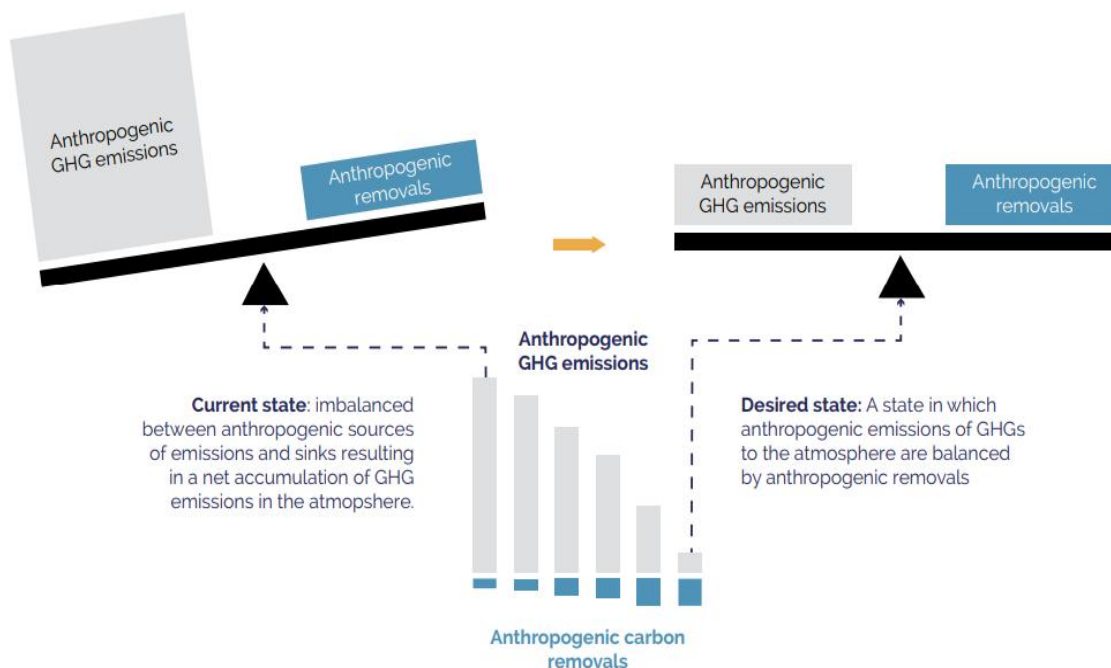 Anthropogenic
GHG emissions
Anthropogenic
removals
Anthropogenic
GHG emissions
Anthropogenic
removals
Anthropogenic
GHG emissions
Current state: imbalanced
between anthropogenic sources
of emissions and sinks resulting
in a net accumulation of GHG
emissions in the atmopshere.
Desired state: A state in which
anthropogenic emissions of GHGs
to the atmosphere are balanced
by anthropogenic removals
Anthropogenic carbon
removals